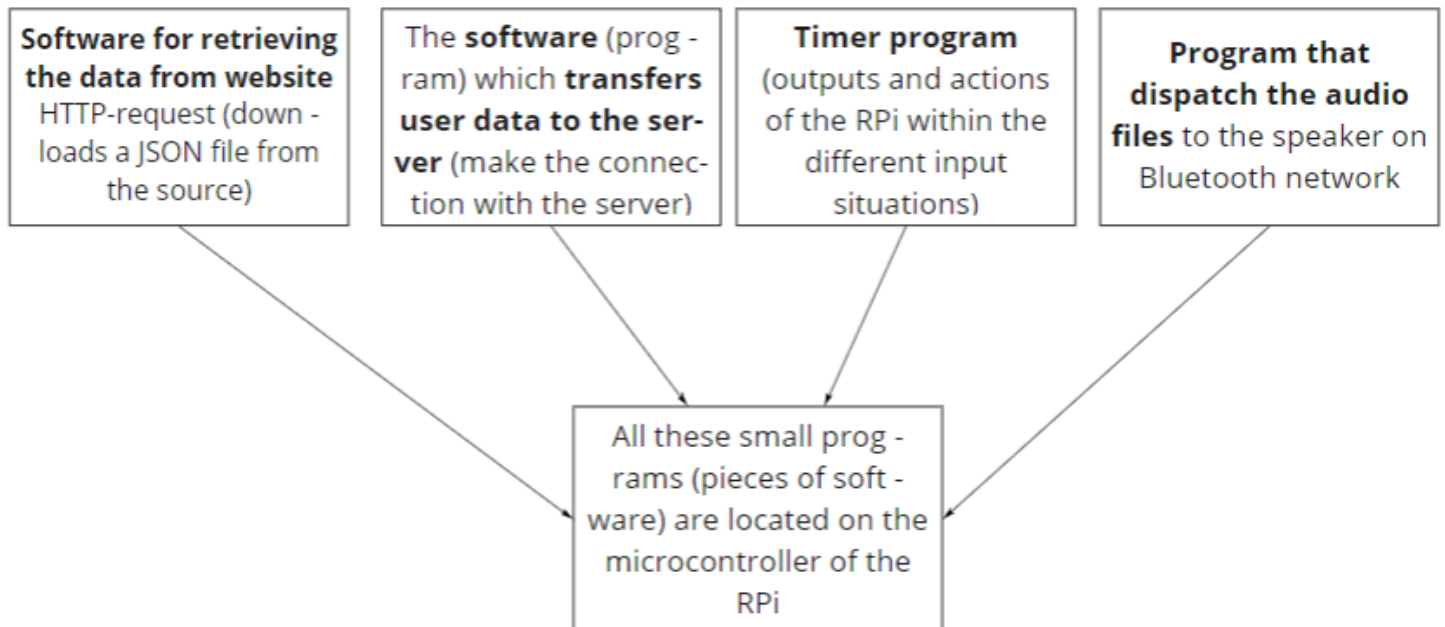 Software for retrieving
the data from website
HTTP-request (down -
loads a JSON file from
the source)
The software (prog -
ram) which transfers
user data to the ser-
ver (make the connec-
tion with the server)
Timer program
(outputs and actions
of the RPi within the
different input
situations)
Program that
dispatch the audio
files to the speaker on
Bluetooth network
All these small prog -
rams (pieces of soft -
ware) are located on the
microcontroller of the
RPi